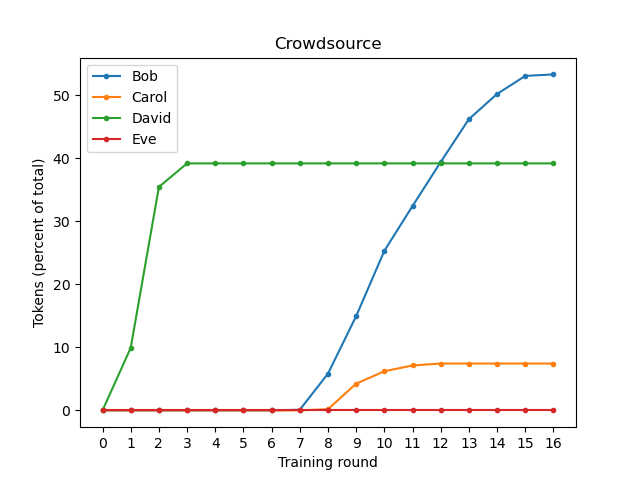 Crowdsource
Bob
Carol
David
Eve
Tokens (percent of total)
50
40
30
20
10
0
0 1 2 3 4 5 6 7 8 9 10 11 12 13 14 15 16
Training round